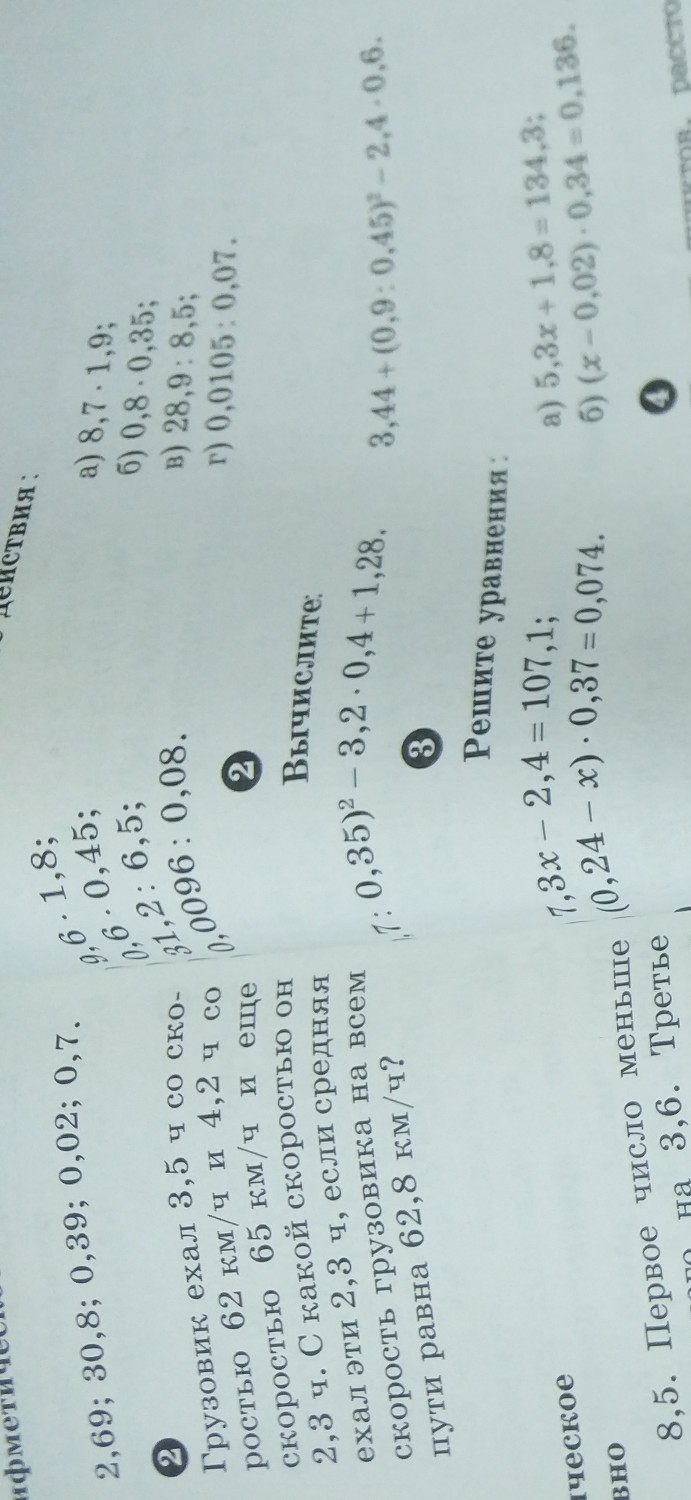 2,69; 30,8; 0,39; 0,02; 0,7.
2
Грузовик ехал 3,5 ч со ско-
ростью 62 км/ч и 4,2 ч со
скоростью 65 км/ч и еще
2,3 ч. С какой скоростью он
ехал эти 2,3 ч, если средняя
скорость грузовика на всем
пути равна 62,8 км/ч?
8,5. Первое число меньше
на 3,6. Третье
действия:
9,6 · 1,8;
0,6 · 0,45;
31,2 : 6,5;
0,0096 : 0,08.
а) 8,7 · 1,9;
б) 0,8 · 0,35;
в) 28,9 : 8,5;
г) 0,0105 : 0,07.
2
Вычислите:
7 : 0,35)² − 3,2 · 0,4 + 1,28.
3,44 + (0,9 : 0,45)² − 2,4 · 0,6.
3
Решите уравнения:
7,3x − 2,4 = 107,1;
(0,24 − x) · 0,37 = 0,074.
а) 5,3x + 1,8 = 134,3;
б) (x − 0,02) · 0,34 = 0,136.
4